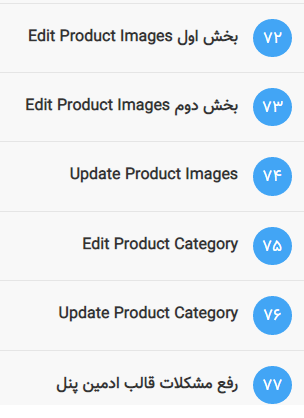 ۷۲ بخش اول Edit Product Images
۷۳ بخش دوم Edit Product Images
۷۴ Update Product Images
۷۵ Edit Product Category
۷۶ Update Product Category
۷۷ رفع مشکلات قالب ادمین پنل